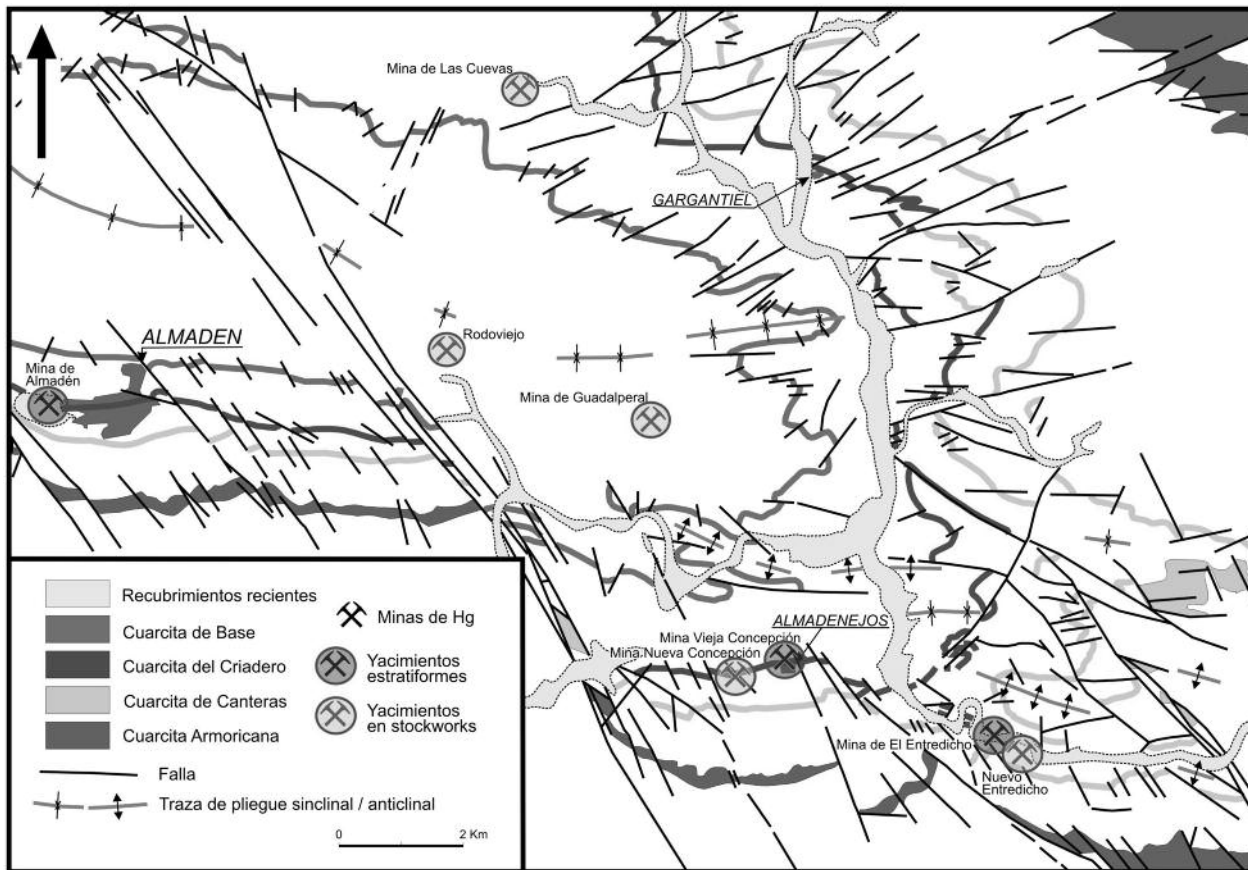 Mina de Las Cuevas
GARGANTIEL
ALMADEN
Rodoviejo
Mina de
Almadén
Mina de Guadalperal
ALMADENEJOS
Mina Vieja Concepción
Mina Nueva Concepción
Mina de El Entredicho
Nuevo
Entredicho
Recubrimientos recientes
Cuarcita de Base
Cuarcita del Criadero
Cuarcita de Canteras
Cuarcita Armoricana
Falla
Traza de pliegue sinclinal / anticlinal
Minas de Hg
Yacimientos
estratiformes
Yacimientos
en stockworks
0 2 Km